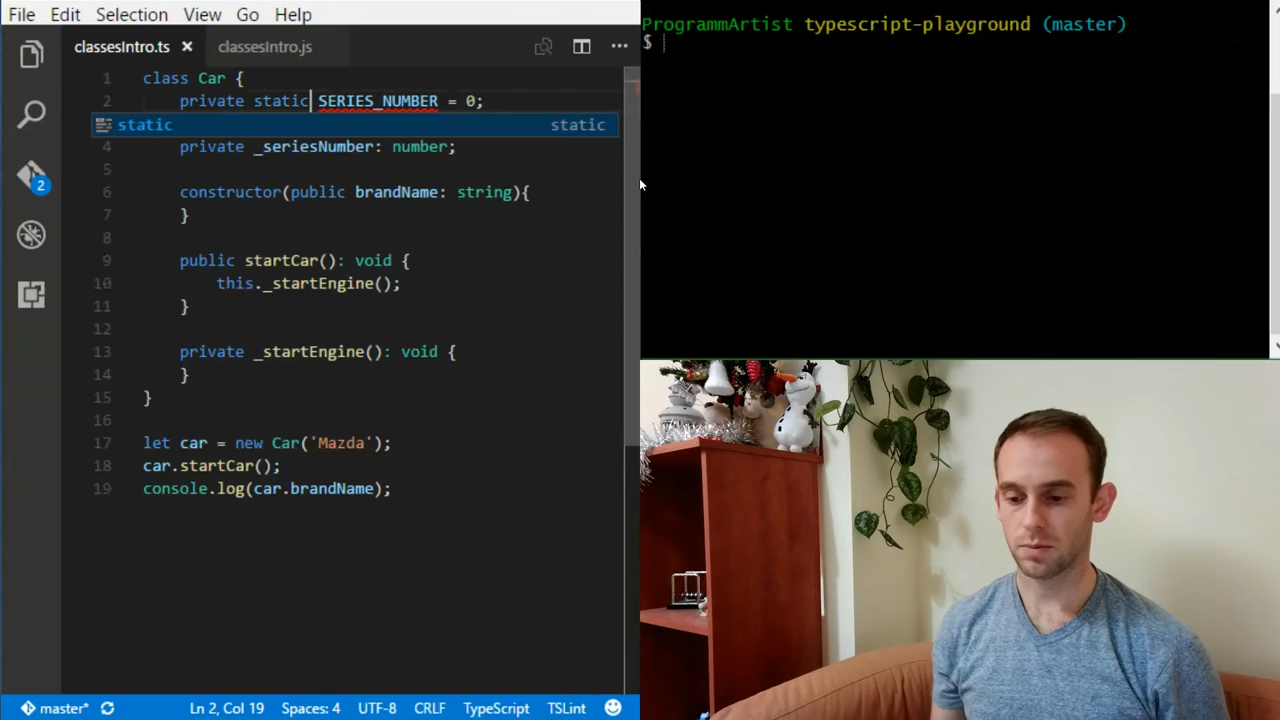 File Edit Selection View Go Help
classesIntro.ts × classesIntro.js
1 class Car {
2 private static SERIES_NUMBER = 0;
static static
4 private _seriesNumber: number;
5
6 constructor(public brandName: string){
7 }
8
9 public startCar(): void {
10 this._startEngine();
11 }
12
13 private _startEngine(): void {
14 }
15 }
16
17 let car = new Car('Mazda');
18 car.startCar();
19 console.log(car.brandName);
2
master* Ln 2, Col 19 Spaces: 4 UTF-8 CRLF TypeScript TSLint
ProgrammArtist typescript-playground (master)
$